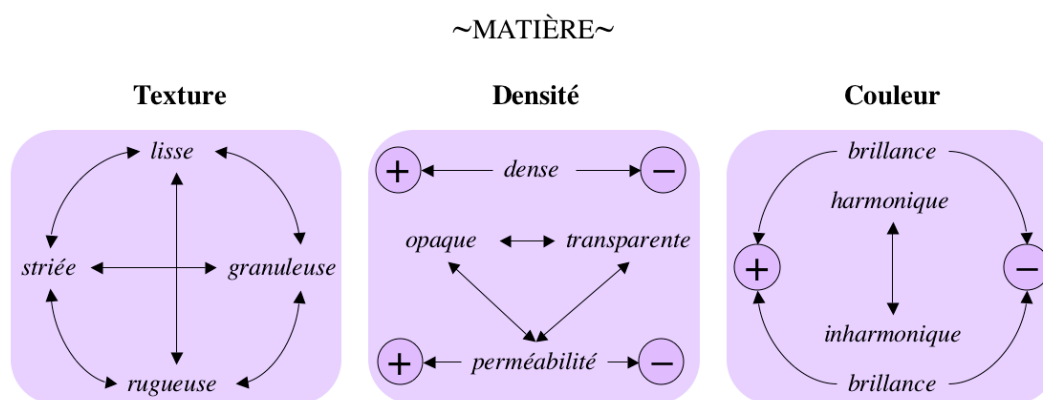 ~MATIÈRE~
Texture
lisse
striée
granuleuse
rugueuse
Densité
+ dense −
opaque transparente
+ perméabilité −
Couleur
brillance
harmonique
+ −
inharmonique
brillance